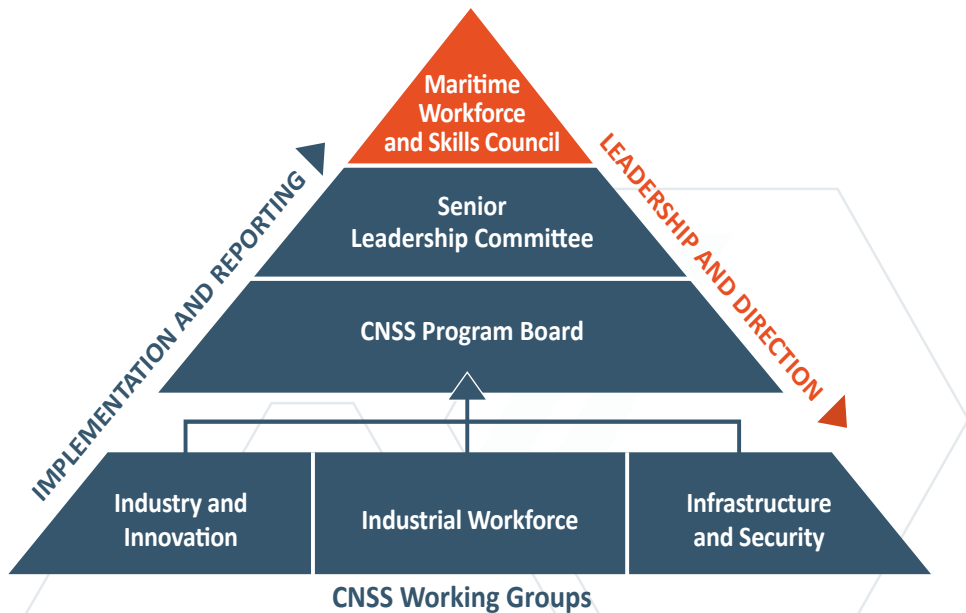 Maritime
Workforce
and Skills Council
IMPLEMENTATION AND REPORTING
LEADERSHIP AND DIRECTION
Senior
Leadership Committee
CNSS Program Board
Industry and
Innovation
Industrial Workforce
Infrastructure
and Security
CNSS Working Groups